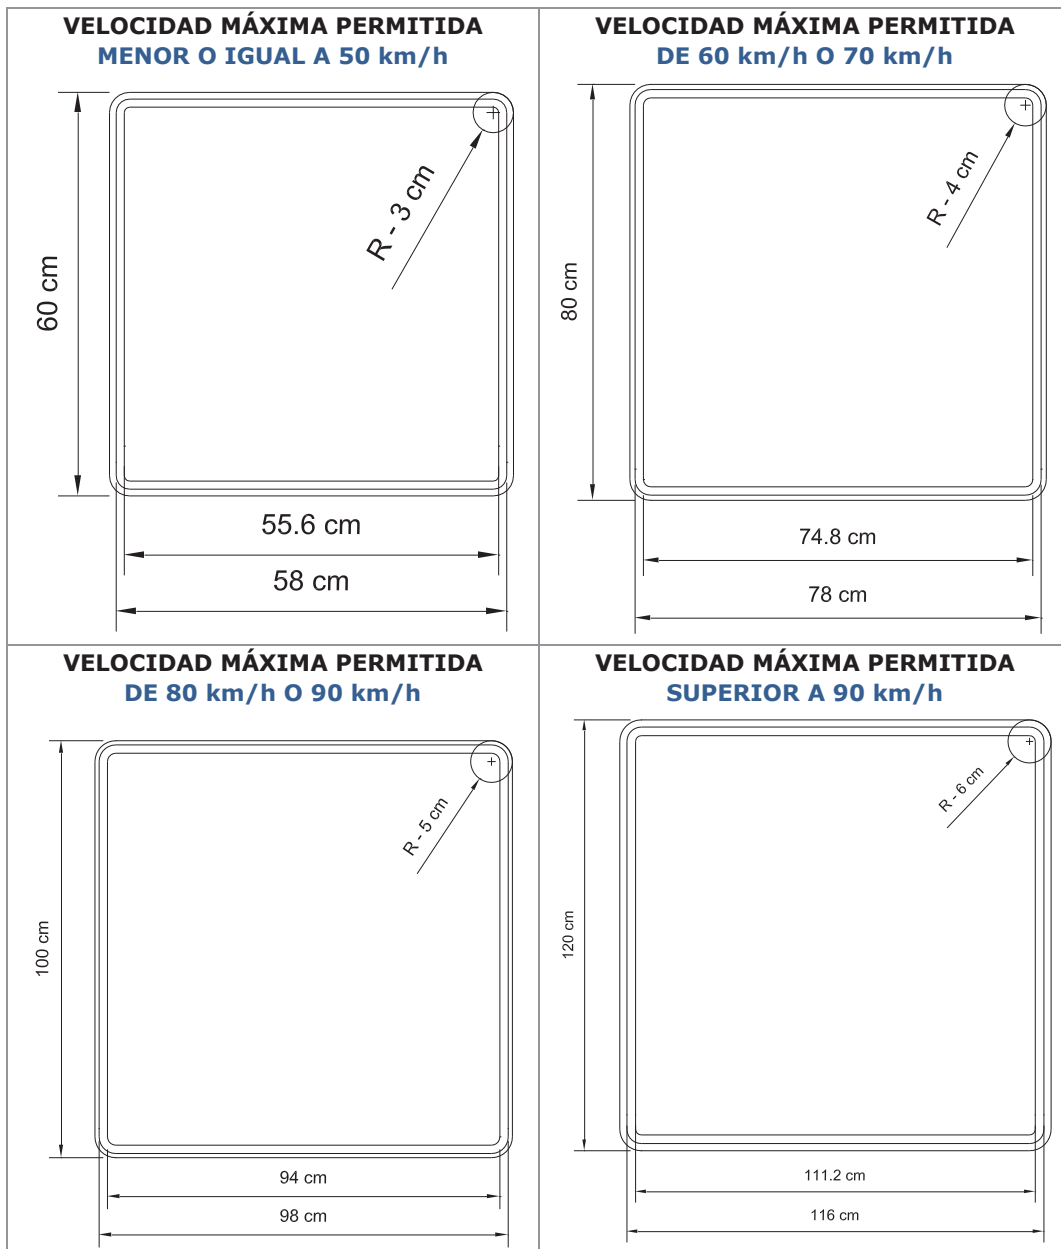 VELOCIDAD MÁXIMA PERMITIDA
MENOR O IGUAL A 50 km/h
60 cm
R - 3 cm
55.6 cm
58 cm
VELOCIDAD MÁXIMA PERMITIDA
DE 60 km/h O 70 km/h
80 cm
R - 4 cm
74.8 cm
78 cm
VELOCIDAD MÁXIMA PERMITIDA
DE 80 km/h O 90 km/h
100 cm
R - 5 cm
94 cm
98 cm
VELOCIDAD MÁXIMA PERMITIDA
SUPERIOR A 90 km/h
120 cm
R - 6 cm
111.2 cm
116 cm